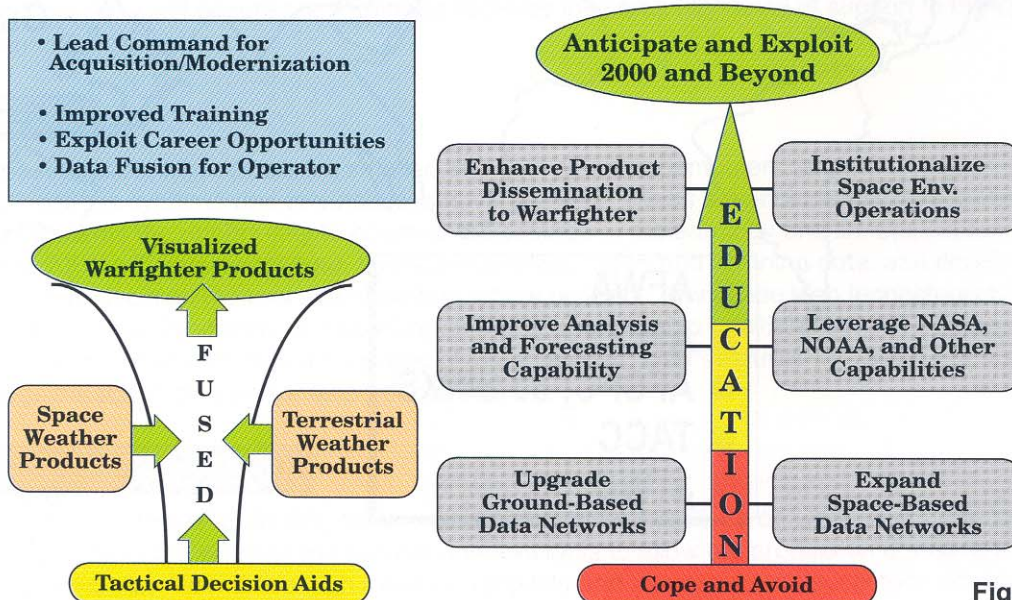 • Lead Command for
Acquisition/Modernization
• Improved Training
• Exploit Career Opportunities
• Data Fusion for Operator
Visualized
Warfighter Products
FUSED
Space
Weather
Products
Terrestrial
Weather
Products
Tactical Decision Aids
Anticipate and Exploit
2000 and Beyond
Enhance Product
Dissemination
to Warfighter
Institutionalize
Space Env.
Operations
EDUCATION
Improve Analysis
and Forecasting
Capability
Leverage NASA,
NOAA, and Other
Capabilities
Upgrade
Ground-Based
Data Networks
Expand
Space-Based
Data Networks
Cope and Avoid
Fig